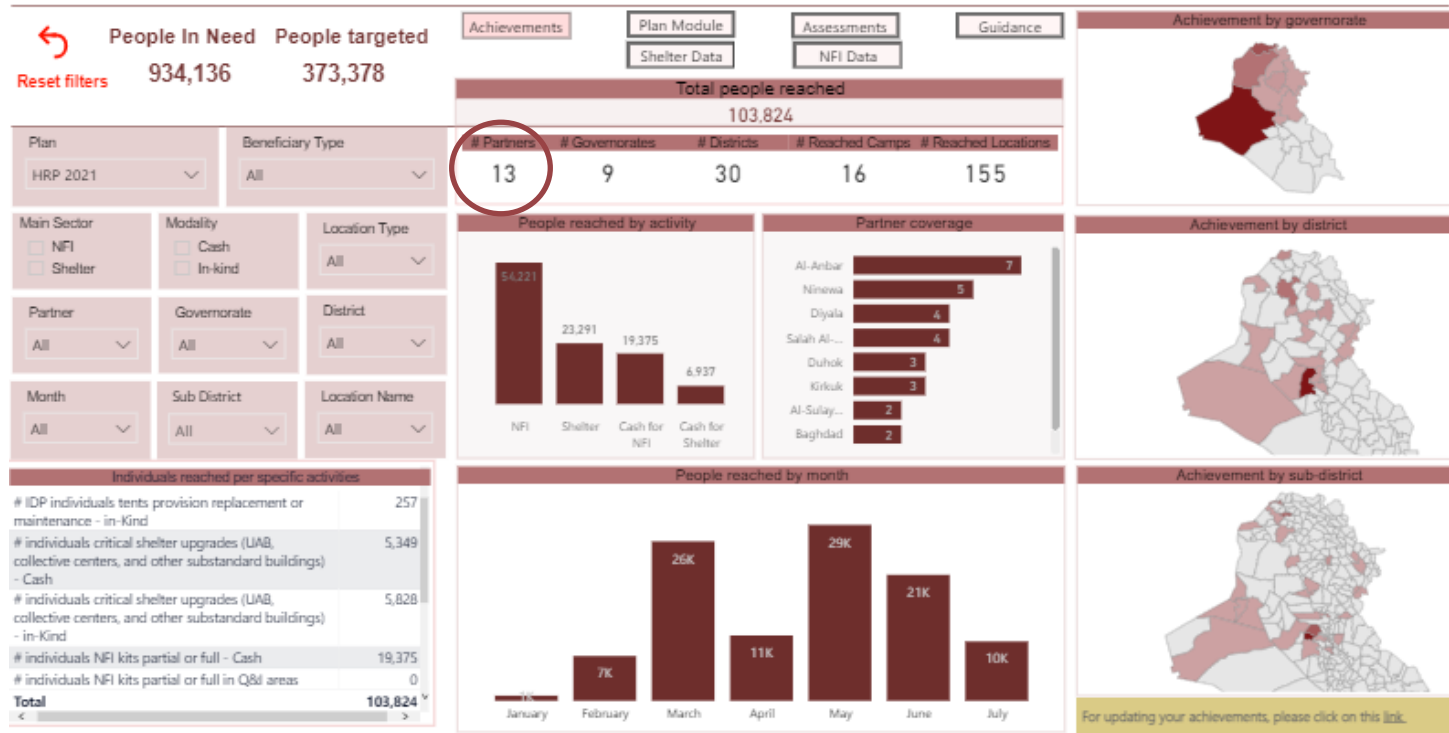 Reset filters
People In Need
934,136
People targeted
373,378
Achievements
Plan Module
Assessments
Guidance
Shelter Data
NFI Data
Total people reached
103,824
# Partners # Governorates # Districts # Reached Camps # Reached Locations
13 9 30 16 155
Plan
HRP 2021
Beneficiary Type
All
Main Sector
NFI
Shelter
Modality
Cash
In-kind
Location Type
All
Partner
All
Governorate
All
District
All
Month
All
Sub District
All
Location Name
All
People reached by activity
54,221
23,291
19,375
6,937
NFI
Shelter
Cash for
NFI
Cash for
Shelter
Partner coverage
Al-Anbar 7
Ninewa 5
Diyala 4
Salah Al-... 4
Duhok 3
Kirkuk 3
Al-Sulay... 2
Baghdad 2
Individuals reached per specific activities
# IDP individuals tents provision replacement or 257
maintenance - in-Kind
# individuals critical shelter upgrades (UAB, 5,349
collective centers, and other substandard buildings)
- Cash
# individuals critical shelter upgrades (UAB, 5,828
collective centers, and other substandard buildings)
- in-Kind
# individuals NFI kits partial or full - Cash 19,375
# individuals NFI kits partial or full in Q&I areas 0
Total 103,824
People reached by month
1K
7K
26K
11K
29K
21K
10K
January February March April May June July
Achievement by governorate
Achievement by district
Achievement by sub-district
For updating your achievements, please click on this link.